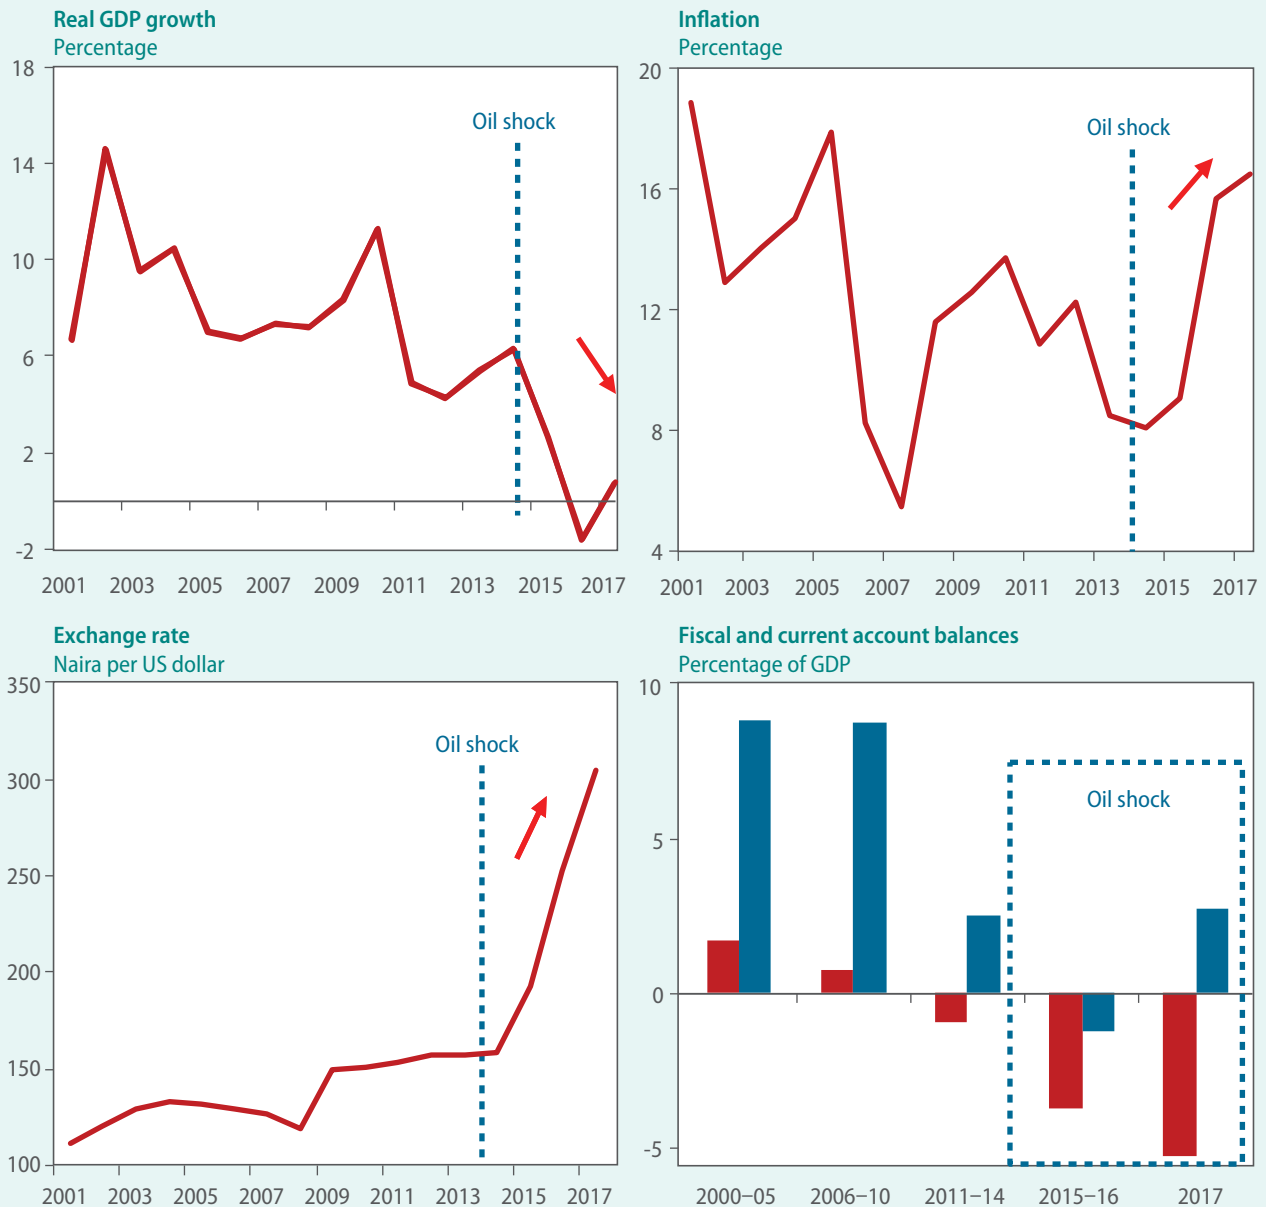 Real GDP growth
Percentage
18
14
10
6
2
-2
Oil shock
2001 2003 2005 2007 2009 2011 2013 2015 2017
Inflation
Percentage
20
16
12
8
4
Oil shock
2001 2003 2005 2007 2009 2011 2013 2015 2017
Exchange rate
Naira per US dollar
350
300
250
200
150
100
Oil shock
2001 2003 2005 2007 2009 2011 2013 2015 2017
Fiscal and current account balances
Percentage of GDP
10
5
0
-5
Oil shock
2000–05 2006–10 2011–14 2015–16 2017